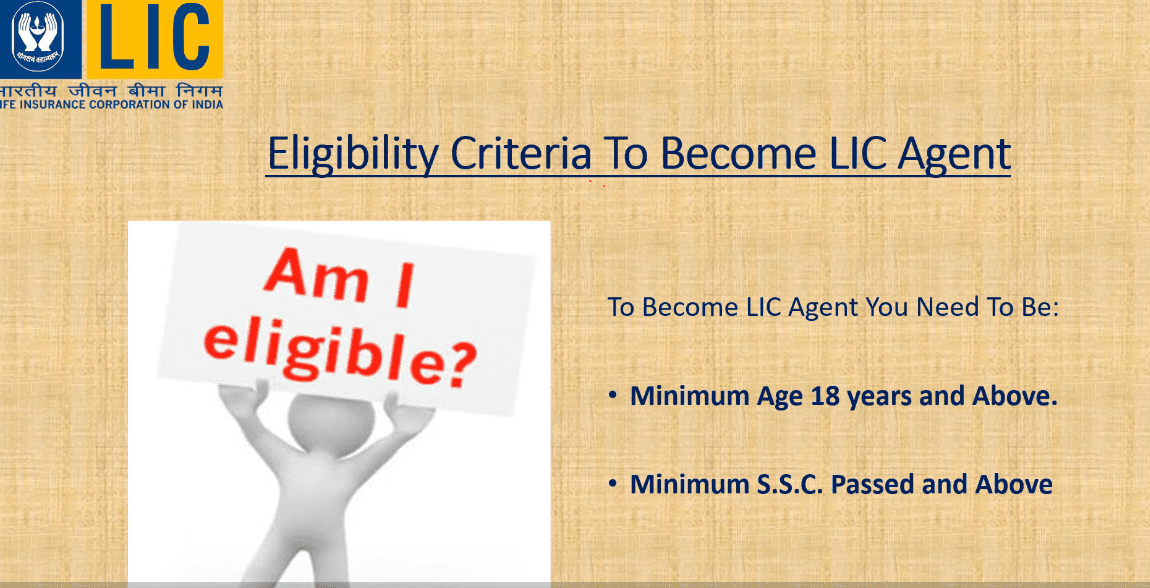 LIC
भारतीय जीवन बीमा निगम
LIFE INSURANCE CORPORATION OF INDIA
Eligibility Criteria To Become LIC Agent
Am I
eligible?
To Become LIC Agent You Need To Be:
• Minimum Age 18 years and Above.
• Minimum S.S.C. Passed and Above